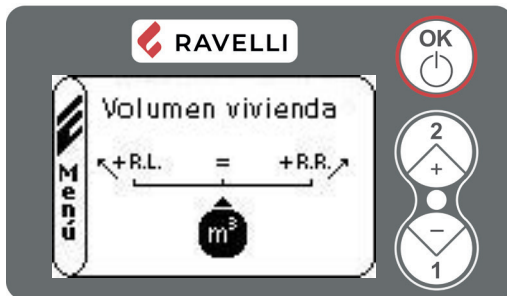 RAVELLI
OK
Volumen vivienda
+R.L. = +R.R.
m³
Menú
2
+
−
1